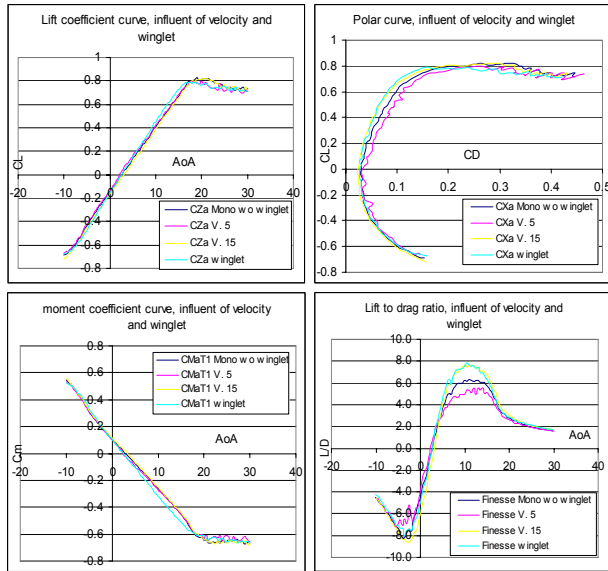 Lift coefficient curve, influent of velocity and
winglet
1
0.8
0.6
0.4
0.2
0
-0.2
-0.4
-0.6
-0.8
-20 -10 0 10 20 30 40
CL
AoA
CZa Mono w o w inglet
CZa V. 5
CZa V. 15
CZa w inglet
Polar curve, influent of velocity and winglet
1
0.8
0.6
0.4
0.2
0
-0.2
-0.4
-0.6
-0.8
0 0.1 0.2 0.3 0.4 0.5
CL
CD
CXa Mono w o w inglet
CXa V. 5
CXa V. 15
CXa w inglet
moment coefficient curve, influent of velocity
and winglet
0.8
0.6
0.4
0.2
0
-0.2
-0.4
-0.6
-0.8
-20 -10 0 10 20 30 40
Cm
AoA
CMaT1 Mono w o w inglet
CMaT1 V. 5
CMaT1 V. 15
CMaT1 w inglet
Lift to drag ratio, influent of velocity and
winglet
10.0
8.0
6.0
4.0
2.0
0.0
-2.0
-4.0
-6.0
-8.0
-10.0
-20 -10 0 10 20 30 40
L/D
AoA
Finesse Mono w o w inglet
Finesse V. 5
Finesse V. 15
Finesse w inglet